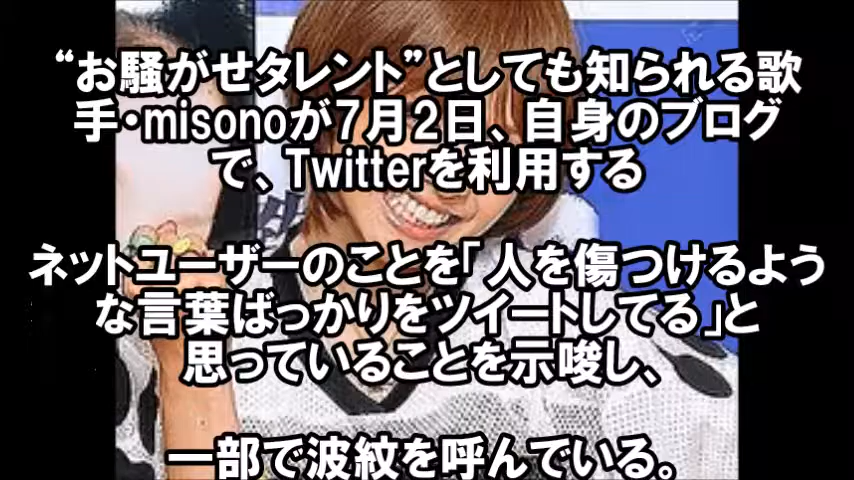 “お騒がせタレント”としても知られる歌
手・misonoが7月2日、自身のブログ
で、Twitterを利用する
ネットユーザーのことを「人を傷つけるよう
な言葉ばっかりをツイートしてる」と
思っていることを示唆し、
一部で波紋を呼んでいる。